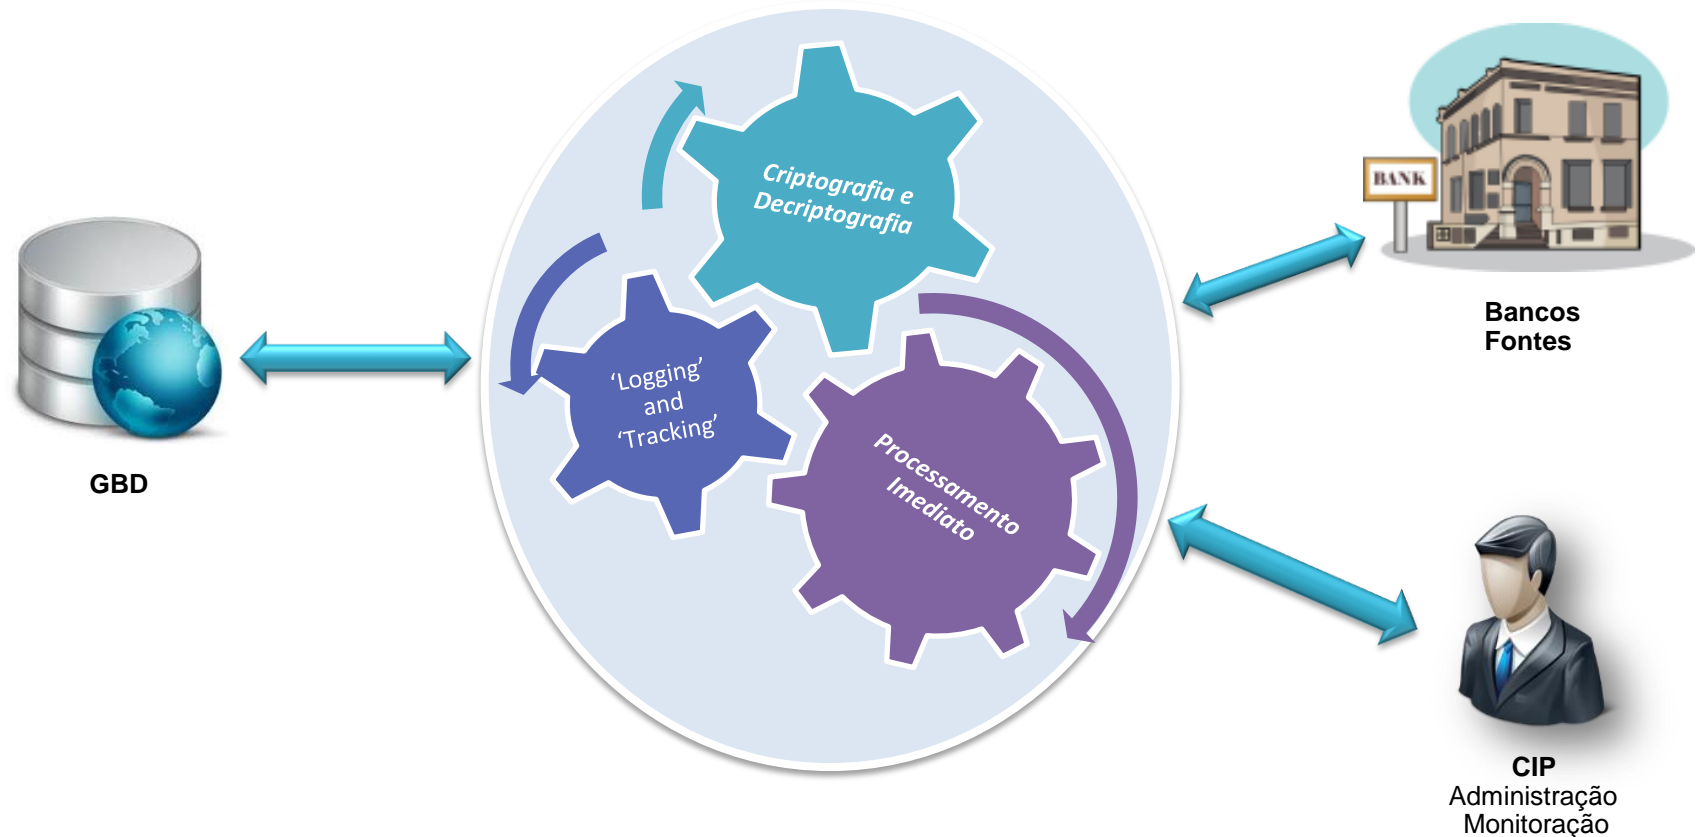 Criptografia e
Decriptografia
BANK
Bancos
Fontes
‘Logging’
and
‘Tracking’
Processamento
Imediato
GBD
CIP
Administração
Monitoração